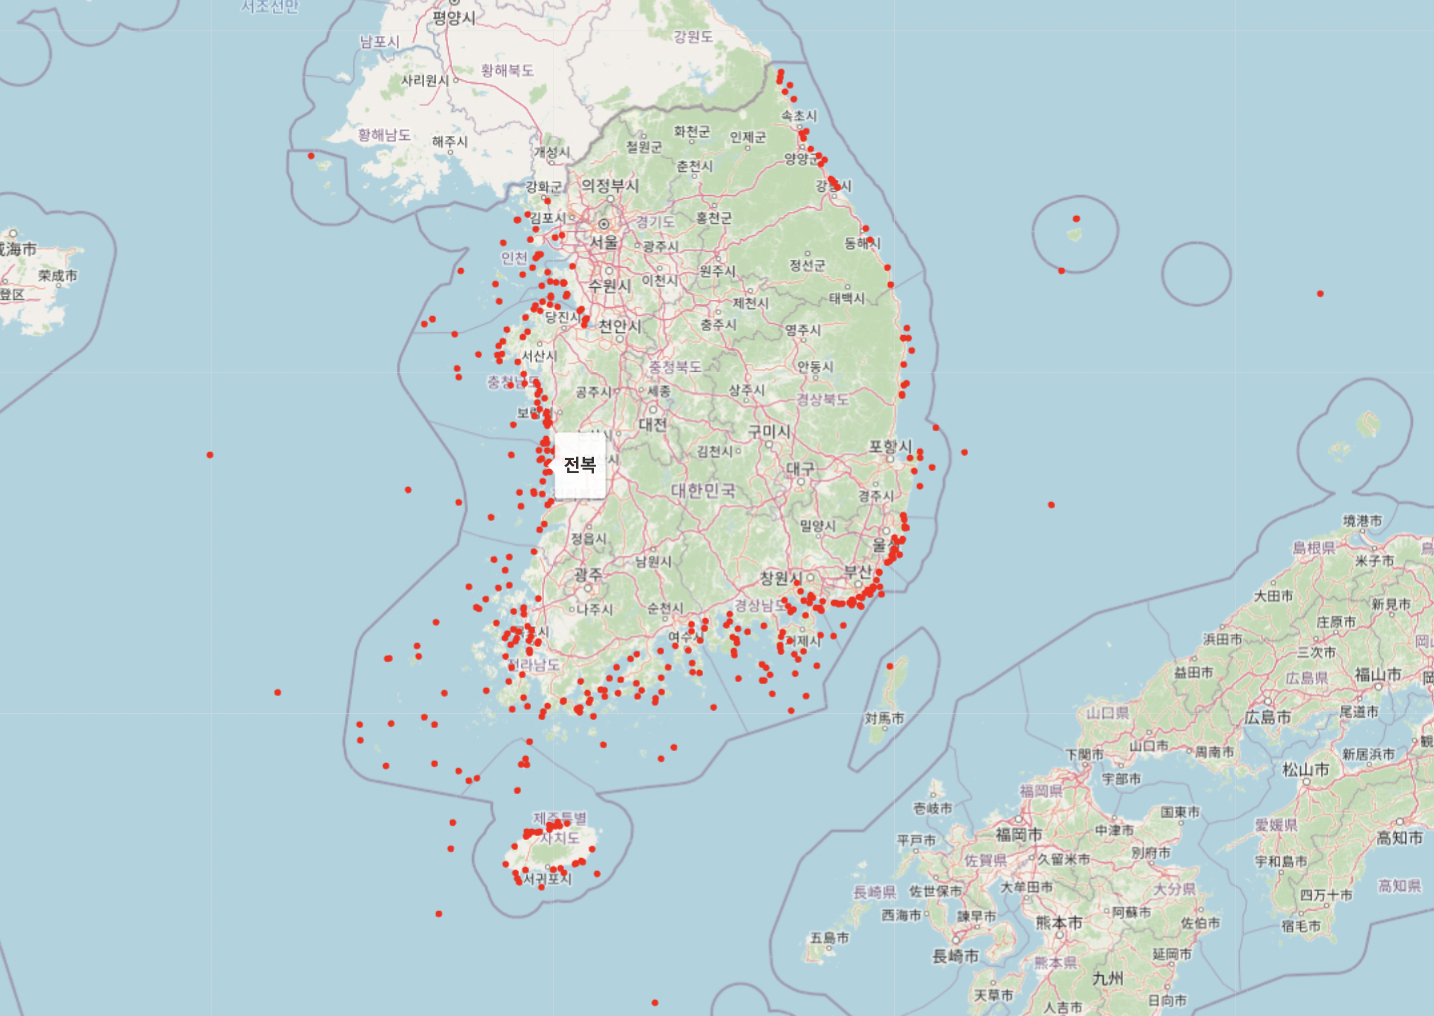 서조선만
평양시
남포시
강원도
황해북도
사리원시
속초시
화천군
인제군
황해남도
해주시
철원군
개성시
양양군
춘천시
강화군
의정부시
강릉시
김포시
홍천군
경기도
서울
광주시
동해시
威海市
인천
荣成市
원주시
정선군
이천시
수원시
登区
태백시
제천시
당진시
천안시
충주시
영주시
서산시
충청북도
안동시
충청남도
공주시
세종
상주시
경상북도
보령시
대전
구미시
포항시
김천시
전복
대구
대한민국
경주시
境港市
밀양시
정읍시
울산
島根県
米子市
남원시
광주
창원시
부산
大田市
新見市
나주시
순천시
경상남도
庄原市
목포시
여수시
거제시
浜田市
三次市
전라남도
益田市
広島県
福山市
対馬市
山口県
広島市
尾道市
山口市
下関市
周南市
新居浜市
松山市
宇部市
福岡県
壱岐市
国東市
제주특별
자치도
福岡市
中津市
愛媛県
高知市
平戸市
佐賀県
久留米市
別府市
宇和島市
서귀포시
長崎県
佐世保市
大牟田市
大分県
高知県
四万十市
西海市
諫早市
熊本市
阿蘇市
佐伯市
宿毛市
五島市
長崎市
熊本県
延岡市
九州
天草市
日向市
人吉市